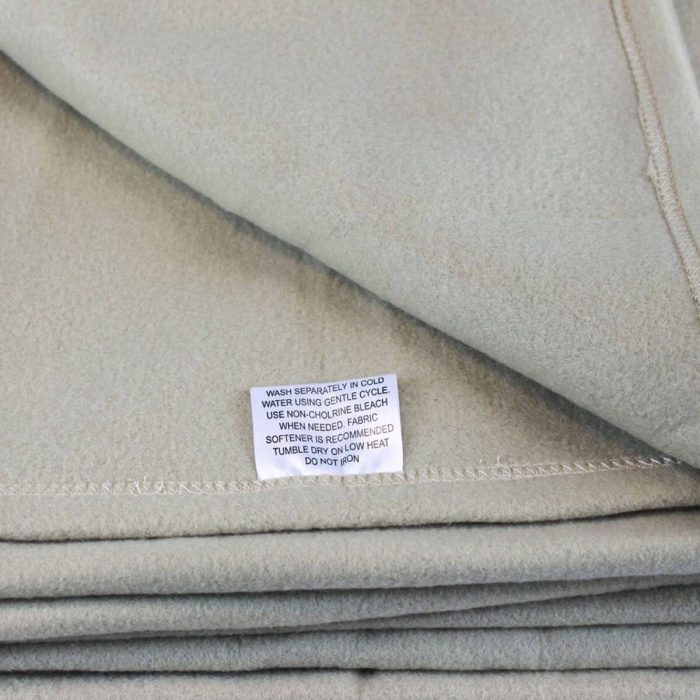 WASH SEPARATELY IN COLD
WATER USING GENTLE CYCLE.
USE NON-CHOLRINE BLEACH
WHEN NEEDED. FABRIC
SOFTENER IS RECOMMENDED
TUMBLE DRY ON LOW HEAT
DO NOT IRON